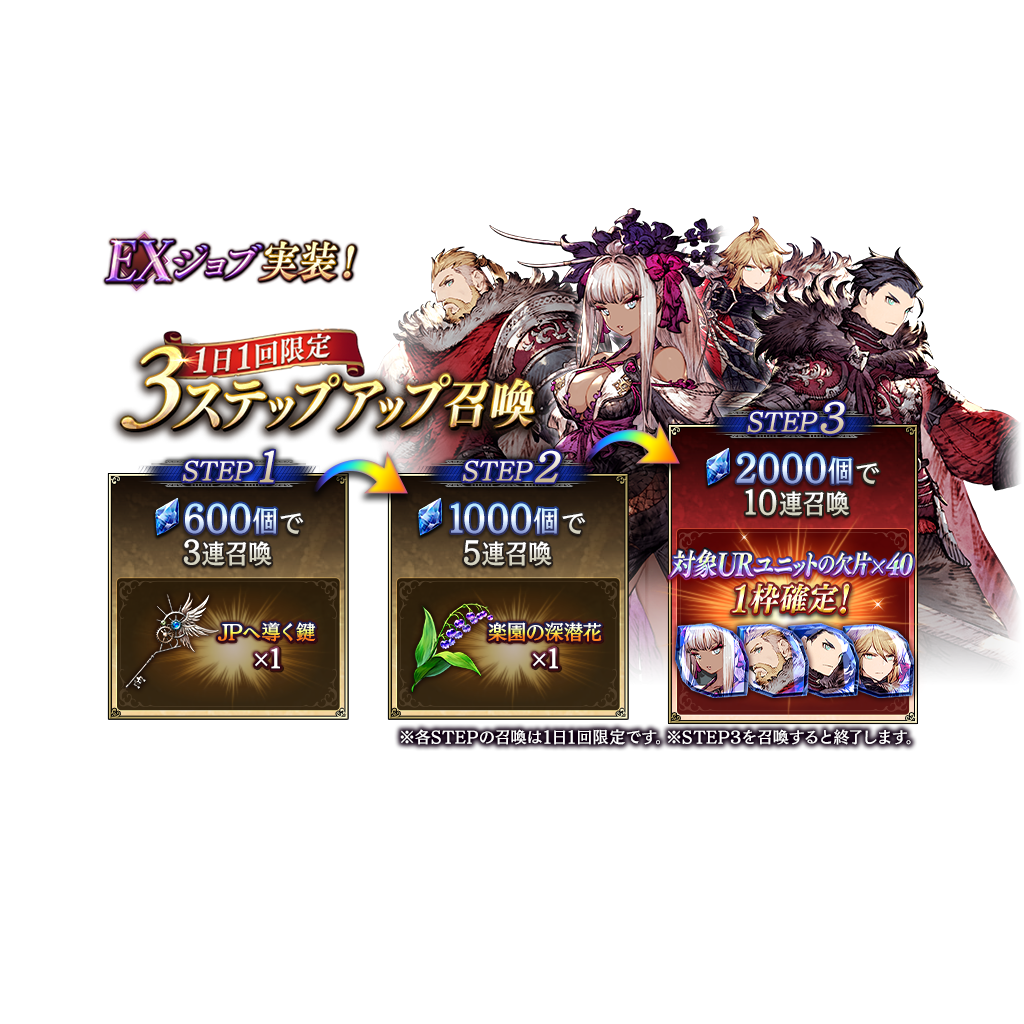 EXジョブ実装!
1日1回限定
3ステップアップ召喚
STEP1
600個で
3連召喚
JPへ導く鍵
×1
STEP2
1000個で
5連召喚
楽園の深潜花
×1
STEP3
2000個で
10連召喚
対象URユニットの欠片×40
1枠確定!
※各STEPの召喚は1日1回限定です。※STEP3を召喚すると終了します。